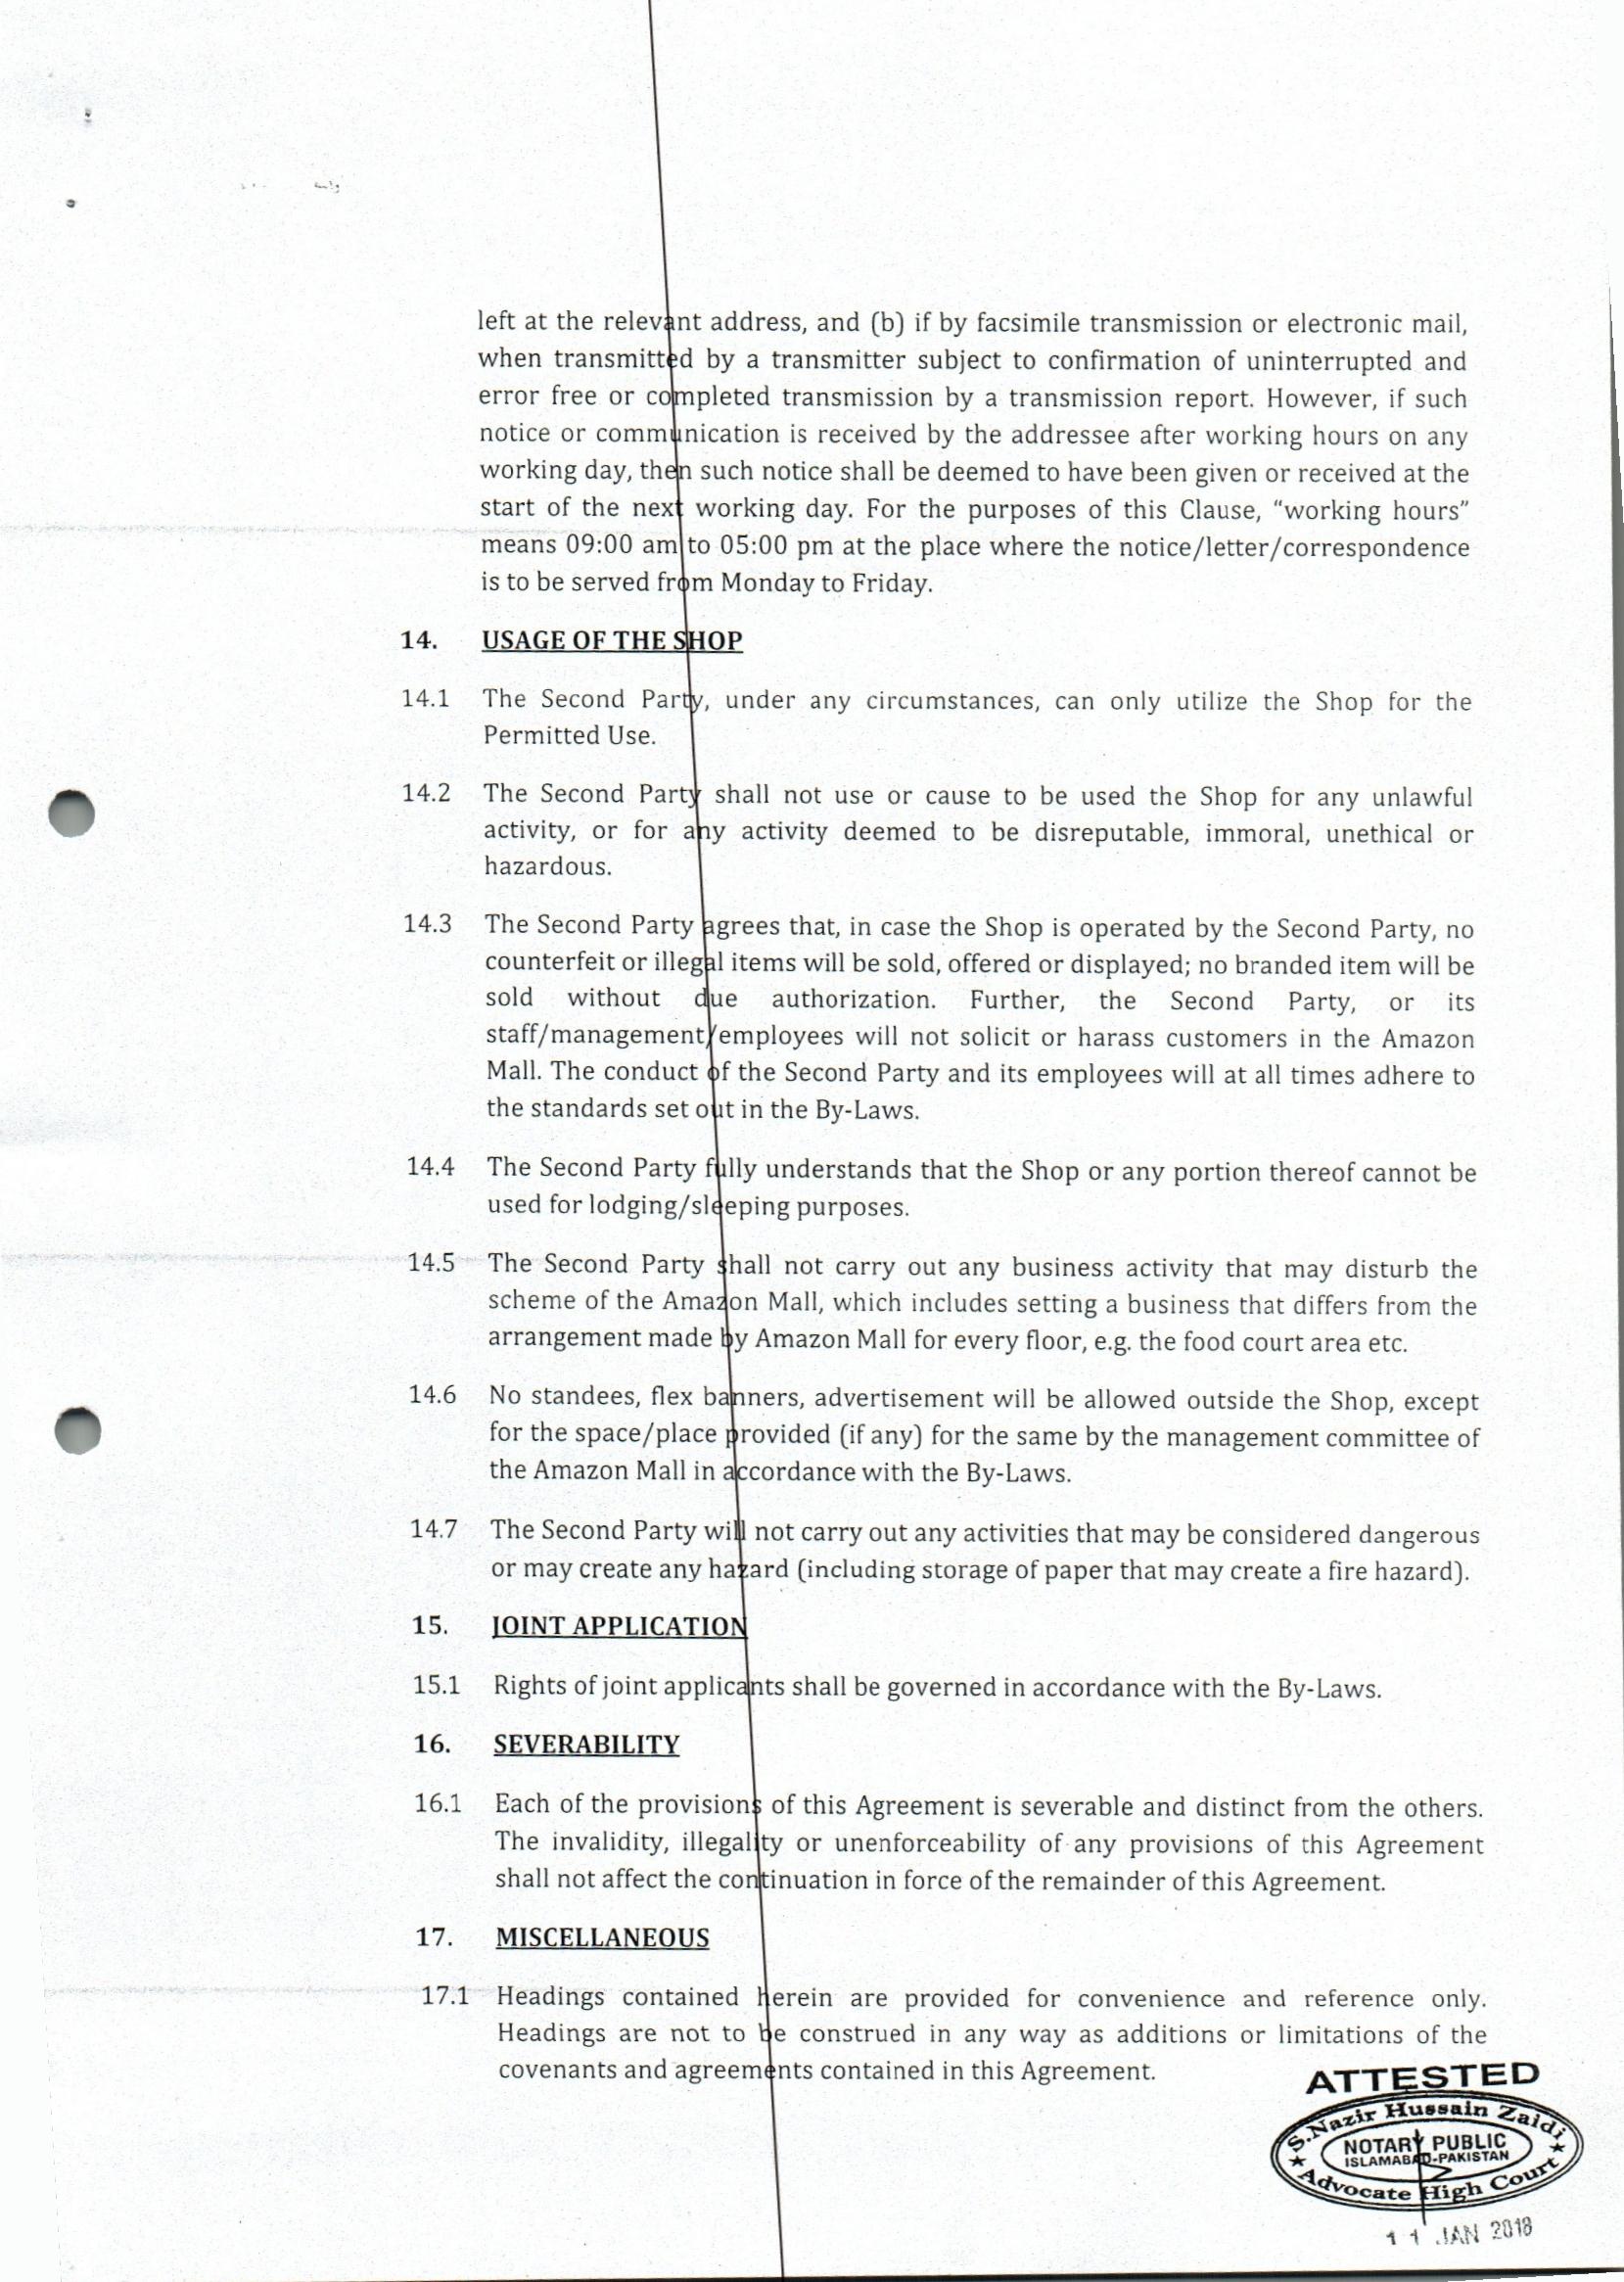 left at the relevant address, and (b) if by facsimile transmission or electronic mail,
when transmitted by a transmitter subject to confirmation of uninterrupted and
error free or completed transmission by a transmission report. However, if such
notice or communication is received by the addressee after working hours on any
working day, then such notice shall be deemed to have been given or received at the
start of the next working day. For the purposes of this Clause, “working hours”
means 09:00 am to 05:00 pm at the place where the notice/letter/correspondence
is to be served from Monday to Friday.
14. USAGE OF THE SHOP
14.1 The Second Party, under any circumstances, can only utilize the Shop for the
Permitted Use.
14.2 The Second Party shall not use or cause to be used the Shop for any unlawful
activity, or for any activity deemed to be disreputable, immoral, unethical or
hazardous.
14.3 The Second Party agrees that, in case the Shop is operated by the Second Party, no
counterfeit or illegal items will be sold, offered or displayed; no branded item will be
sold without due authorization. Further, the Second Party, or its
staff/management/employees will not solicit or harass customers in the Amazon
Mall. The conduct of the Second Party and its employees will at all times adhere to
the standards set out in the By-Laws.
14.4 The Second Party fully understands that the Shop or any portion thereof cannot be
used for lodging/sleeping purposes.
14.5 The Second Party shall not carry out any business activity that may disturb the
scheme of the Amazon Mall, which includes setting a business that differs from the
arrangement made by Amazon Mall for every floor, e.g. the food court area etc.
14.6 No standees, flex banners, advertisement will be allowed outside the Shop, except
for the space/place provided (if any) for the same by the management committee of
the Amazon Mall in accordance with the By-Laws.
14.7 The Second Party will not carry out any activities that may be considered dangerous
or may create any hazard (including storage of paper that may create a fire hazard).
15. JOINT APPLICATION
15.1 Rights of joint applicants shall be governed in accordance with the By-Laws.
16. SEVERABILITY
16.1 Each of the provisions of this Agreement is severable and distinct from the others.
The invalidity, illegality or unenforceability of any provisions of this Agreement
shall not affect the continuation in force of the remainder of this Agreement.
17. MISCELLANEOUS
17.1 Headings contained herein are provided for convenience and reference only.
Headings are not to be construed in any way as additions or limitations of the
covenants and agreements contained in this Agreement.
ATTESTED
S.Nazir Hussain Zaidi
NOTARY PUBLIC
ISLAMABAD-PAKISTAN
Advocate High Court
11 JAN 2018